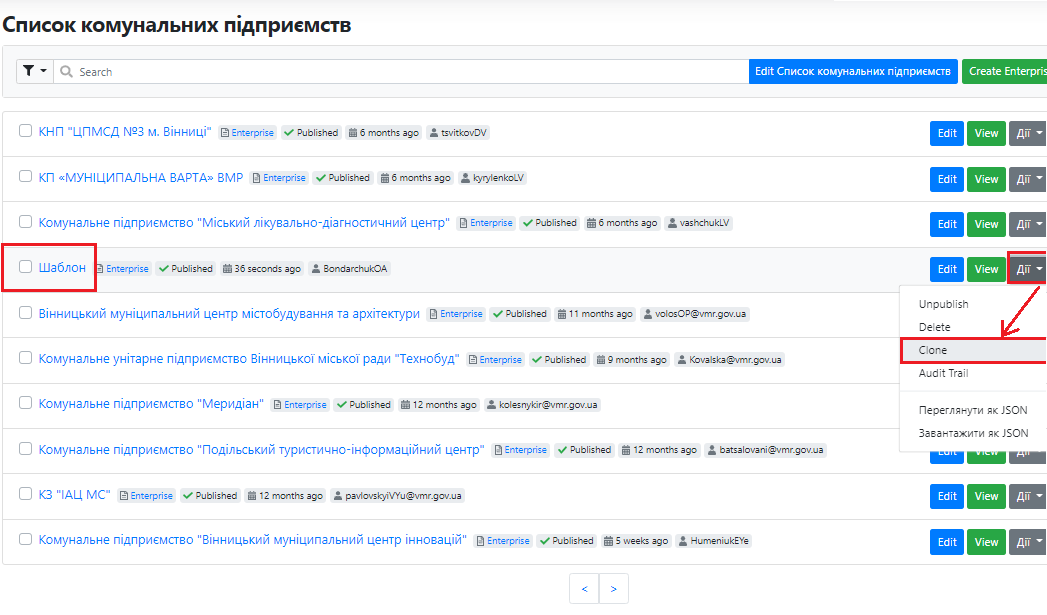 Список комунальних підприємств
Search Edit Список комунальних підприємств Create Enterpris
КНП "ЦПМСД №3 м. Вінниці" Enterprise Published 6 months ago tsvitkovDV Edit View Дії
КП «МУНІЦИПАЛЬНА ВАРТА» ВМР Enterprise Published 6 months ago kyrylenkoLV Edit View Дії
Комунальне підприємство "Міський лікувально-діагностичний центр" Enterprise Published 6 months ago vashchukLV Edit View Дії
Шаблон Enterprise Published 36 seconds ago BondarchukOA Edit View Дії
Unpublish
Вінницький муніципальний центр містобудування та архітектури Enterprise Published 11 months ago volosOP@vmr.gov.ua
Delete
Clone
Комунальне унітарне підприємство Вінницької міської ради "Технобуд" Enterprise Published 9 months ago Kovalska@vmr.gov.ua
Audit Trail
Комунальне підприємство "Меридіан" Enterprise Published 12 months ago kolesnykir@vmr.gov.ua
Переглянути як JSON
Завантажити як JSON
Комунальне підприємство "Подільський туристично-інформаційний центр" Enterprise Published 12 months ago batsalovani@vmr.gov.ua Edit View Дії
КЗ "ІАЦ МС" Enterprise Published 12 months ago pavlovskyiVYu@vmr.gov.ua Edit View Дії
Комунальне підприємство "Вінницький муніципальний центр інновацій" Enterprise Published 5 weeks ago HumeniukEYe Edit View Дії
< >